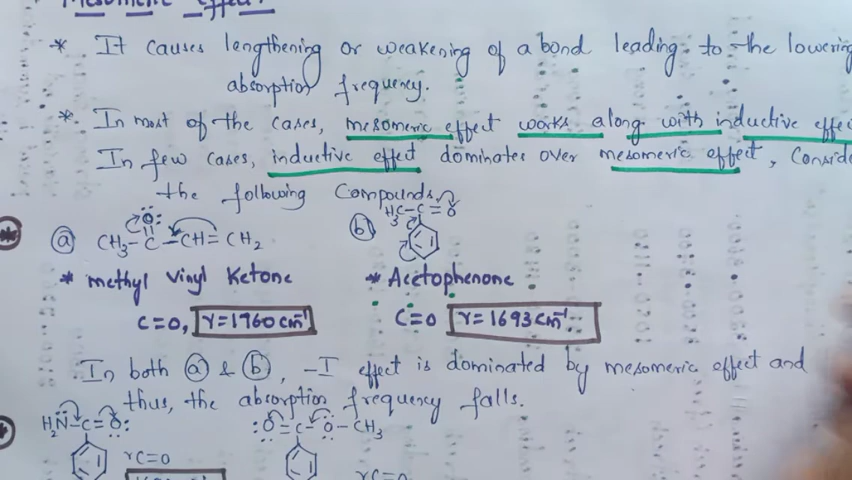 Mesomeric effect
* It causes lengthening or weakening of a bond leading to the lowering
absorption frequency.
* In most of the cases, mesomeric effect works along with inductive effe
In few cases, inductive effect dominates over mesomeric effect, Conside
the following Compounds,
ⓐ CH₃-C-CH=CH₂
O
ⓑ H₃C-C=O
* methyl vinyl Ketone
* Acetophenone
C=O, γ=1760 cm⁻¹
C=O γ=1693 cm⁻¹
In both ⓐ & ⓑ, -I effect is dominated by mesomeric effect and
thus, the absorption frequency falls.
H₂N-C=O
O=C-O-CH₃
γC=O
γC=O